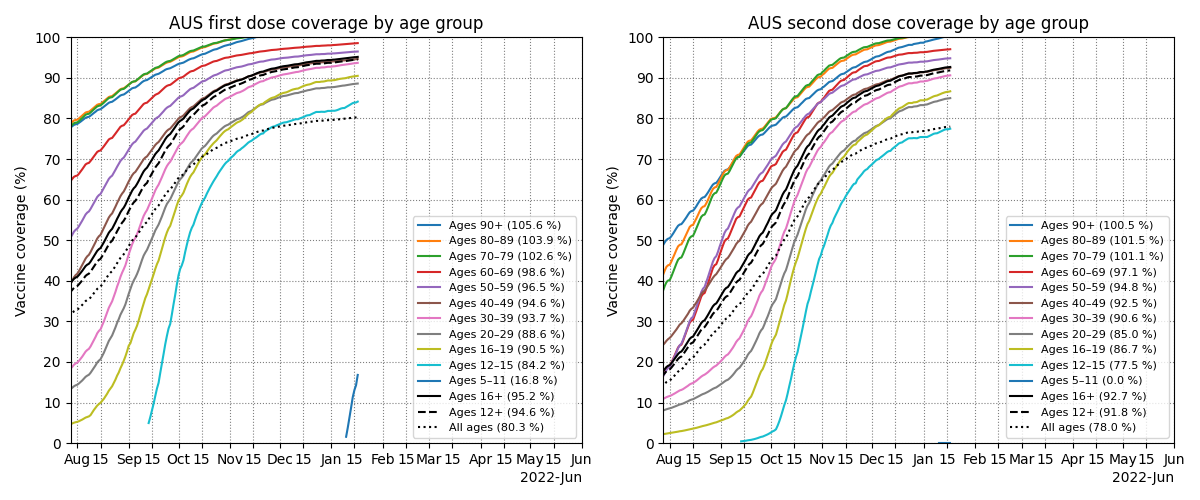 AUS first dose coverage by age group
Vaccine coverage (%)
100
90
80
70
60
50
40
30
20
10
0
Ages 90+ (105.6 %)
Ages 80–89 (103.9 %)
Ages 70–79 (102.6 %)
Ages 60–69 (98.6 %)
Ages 50–59 (96.5 %)
Ages 40–49 (94.6 %)
Ages 30–39 (93.7 %)
Ages 20–29 (88.6 %)
Ages 16–19 (90.5 %)
Ages 12–15 (84.2 %)
Ages 5–11 (16.8 %)
Ages 16+ (95.2 %)
Ages 12+ (94.6 %)
All ages (80.3 %)
Aug 15 Sep 15 Oct 15 Nov 15 Dec 15 Jan 15 Feb 15 Mar 15 Apr 15 May 15 Jun
2022-Jun
AUS second dose coverage by age group
Vaccine coverage (%)
100
90
80
70
60
50
40
30
20
10
0
Ages 90+ (100.5 %)
Ages 80–89 (101.5 %)
Ages 70–79 (101.1 %)
Ages 60–69 (97.1 %)
Ages 50–59 (94.8 %)
Ages 40–49 (92.5 %)
Ages 30–39 (90.6 %)
Ages 20–29 (85.0 %)
Ages 16–19 (86.7 %)
Ages 12–15 (77.5 %)
Ages 5–11 (0.0 %)
Ages 16+ (92.7 %)
Ages 12+ (91.8 %)
All ages (78.0 %)
Aug 15 Sep 15 Oct 15 Nov 15 Dec 15 Jan 15 Feb 15 Mar 15 Apr 15 May 15 Jun
2022-Jun